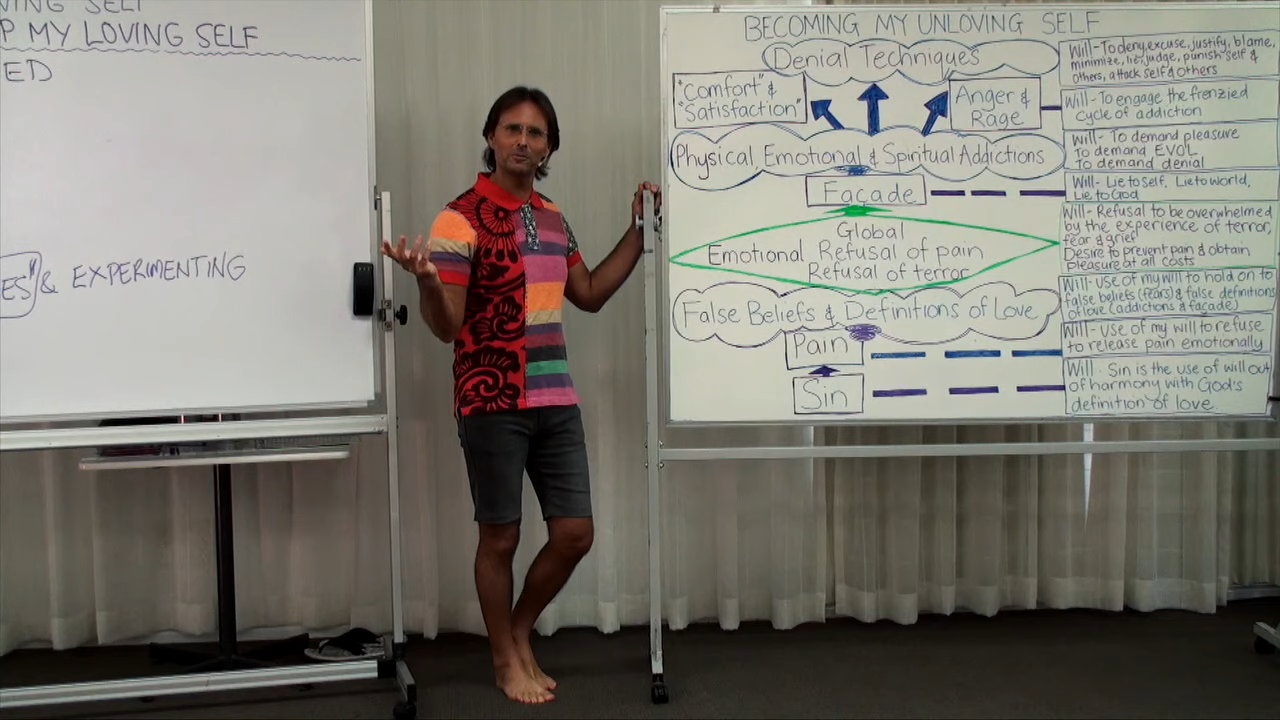 VING SELF
P MY LOVING SELF
ED
ES" & EXPERIMENTING
BECOMING MY UNLOVING SELF
Denial Techniques
"Comfort" &
"Satisfaction"
Anger &
Rage
Physical, Emotional & Spiritual Addictions
Façade
Global
Emotional Refusal of pain
Refusal of terror
False Beliefs & Definitions of Love
Pain
Sin
Will- To deny, excuse, justify, blame,
minimize, lie, judge, punish self &
others, attack self & others
Will- To engage the frenzied
cycle of addiction
Will- To demand pleasure
To demand EVOL
To demand denial
Will- Lie to self, Lie to world,
Lie to God
Will- Refusal to be overwhelmed
by the experience of terror,
fear & grief
Desire to prevent pain & obtain
pleasure at all costs
Will- use of my will to hold on to
false beliefs (fears) & false definitions
of love (addictions & façade)
Will- use of my will to refuse
to release pain emotionally
Will- Sin is the use of will out
of harmony with God's
definition of love